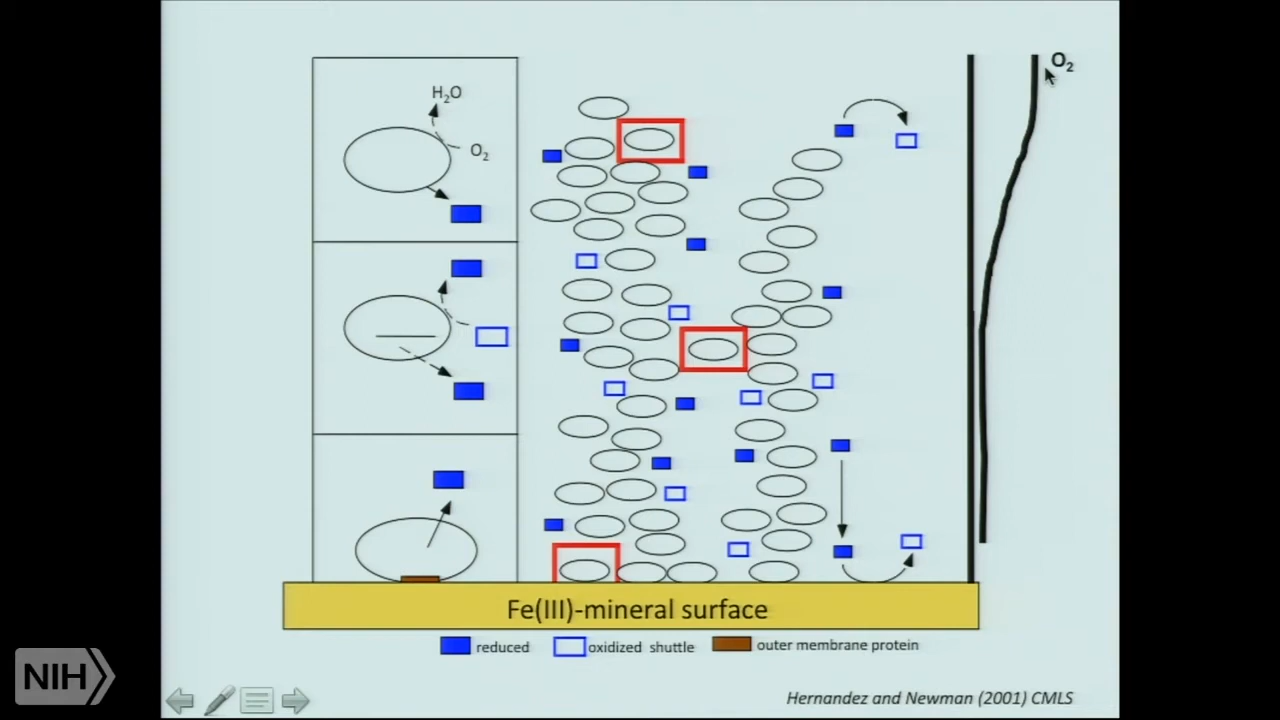 H₂O
O₂
O₂
Fe(III)-mineral surface
reduced
oxidized shuttle
outer membrane protein
Hernandez and Newman (2001) CMLS
NIH